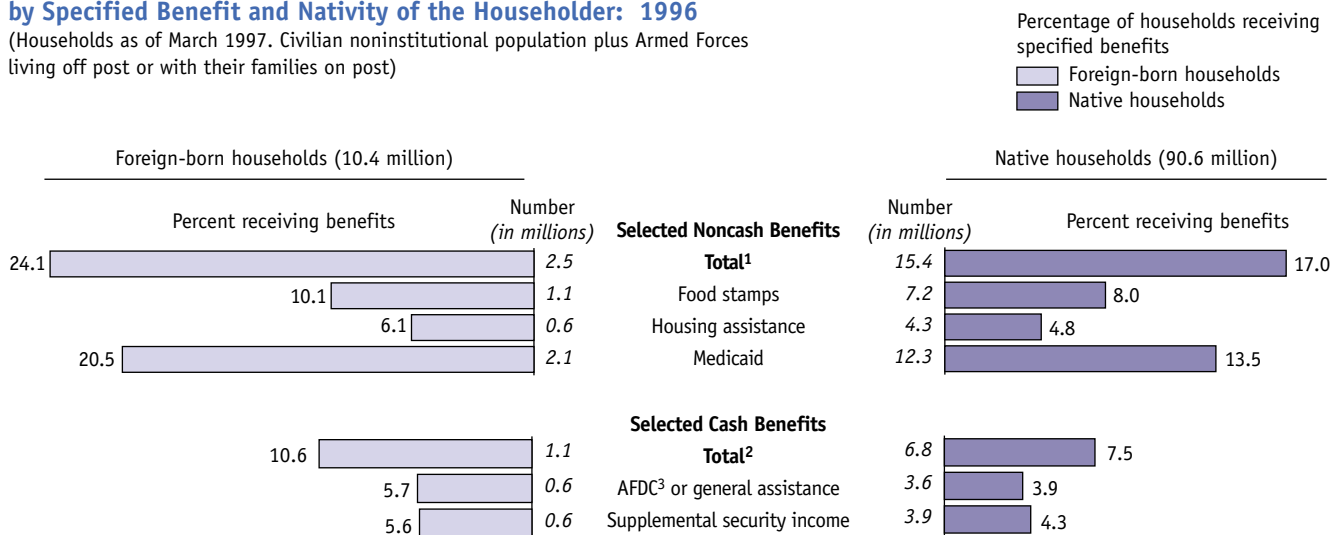 by Specified Benefit and Nativity of the Householder: 1996
(Households as of March 1997. Civilian noninstitutional population plus Armed Forces
living off post or with their families on post)
Percentage of households receiving
specified benefits
Foreign-born households
Native households
Foreign-born households (10.4 million)
Native households (90.6 million)
Percent receiving benefits
Number
(in millions)
Selected Noncash Benefits
Number
(in millions)
Percent receiving benefits
24.1 2.5 Total¹ 15.4 17.0
10.1 1.1 Food stamps 7.2 8.0
6.1 0.6 Housing assistance 4.3 4.8
20.5 2.1 Medicaid 12.3 13.5
Selected Cash Benefits
10.6 1.1 Total² 6.8 7.5
5.7 0.6 AFDC³ or general assistance 3.6 3.9
5.6 0.6 Supplemental security income 3.9 4.3